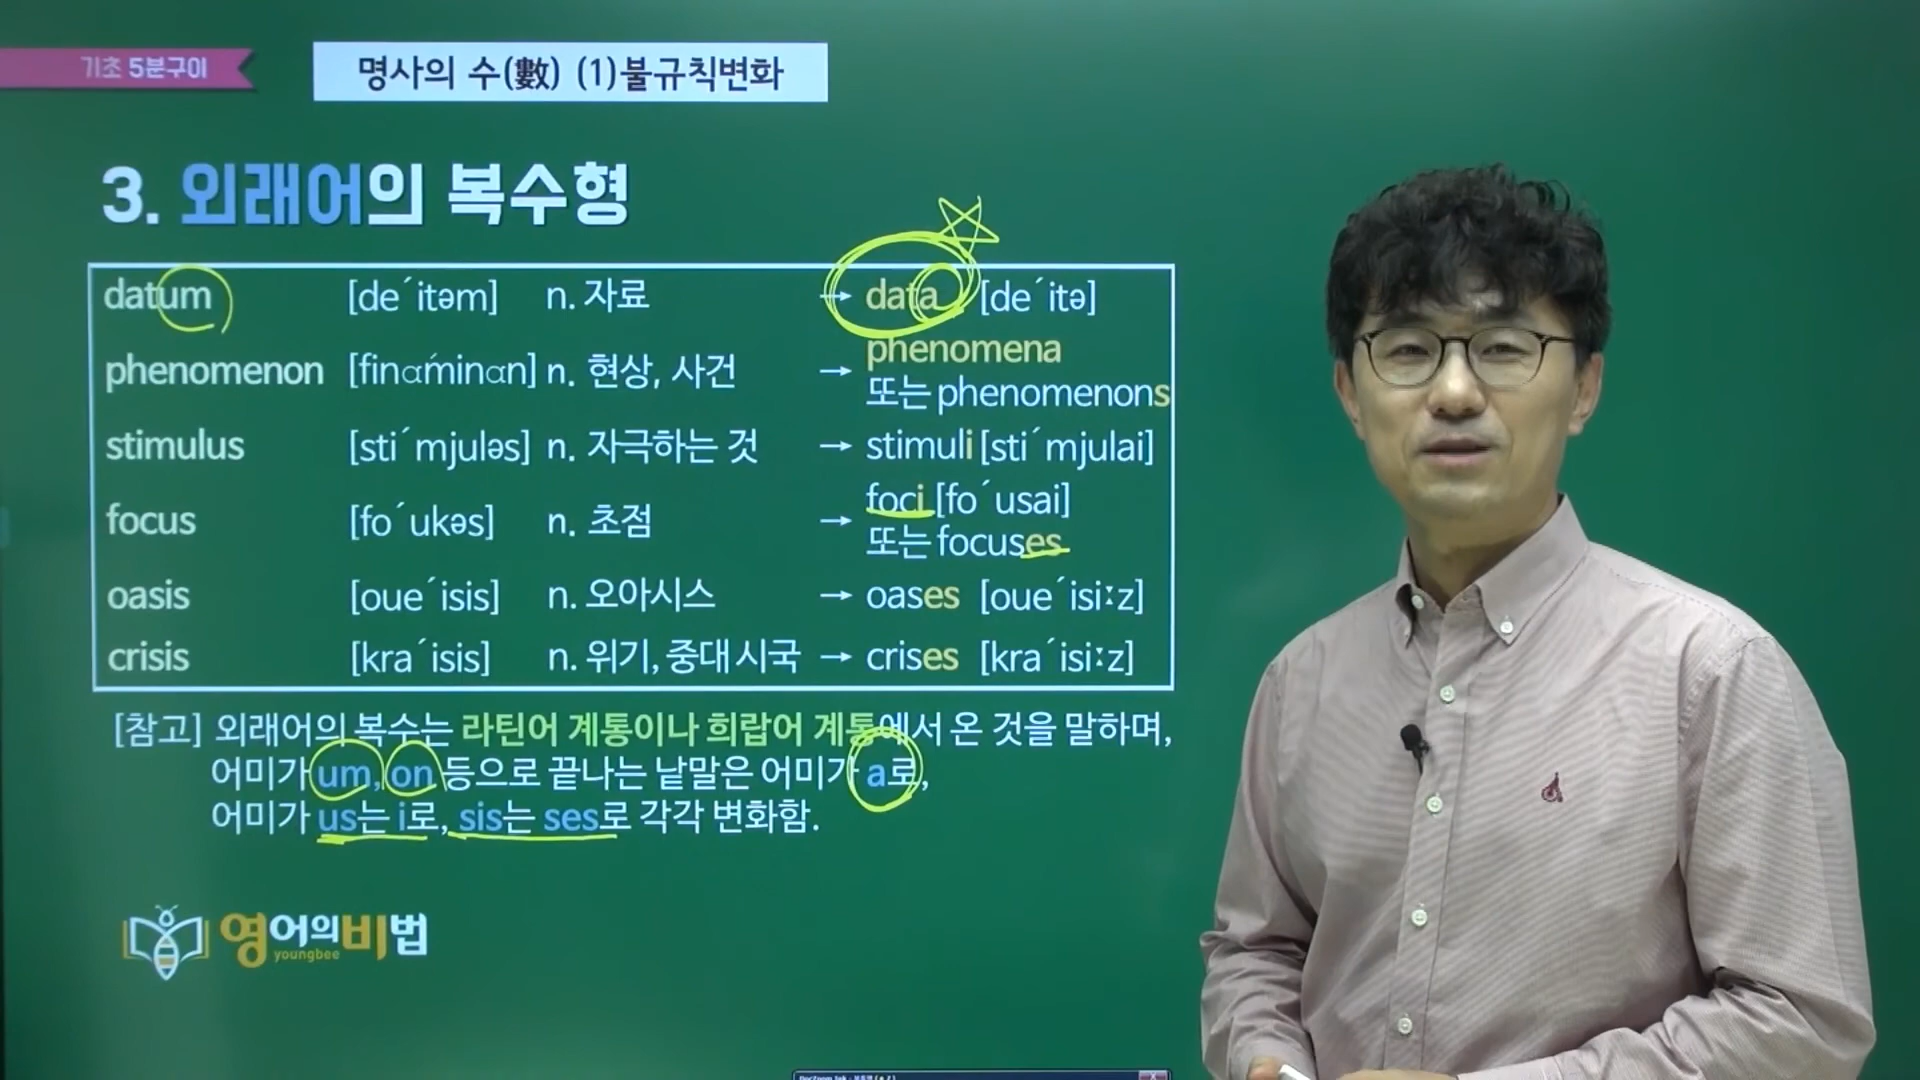 기초 5분구이
명사의 수(數) (1)불규칙변화
3. 외래어의 복수형
datum [de´itəm] n. 자료 → data [de´itə]
phenomenon [finɑ́minɑn] n. 현상, 사건 → phenomena
또는 phenomenons
stimulus [sti´mjuləs] n. 자극하는 것 → stimuli [sti´mjulai]
focus [fo´ukəs] n. 초점 → foci [fo´usai]
또는 focuses
oasis [oue´isis] n. 오아시스 → oases [oue´isiːz]
crisis [kra´isis] n. 위기, 중대 시국 → crises [kra´isiːz]
[참고] 외래어의 복수는 라틴어 계통이나 희랍어 계통에서 온 것을 말하며,
어미가 um, on 등으로 끝나는 낱말은 어미가 a로,
어미가 us는 i로, sis는 ses로 각각 변화함.
영어의비법
youngbee